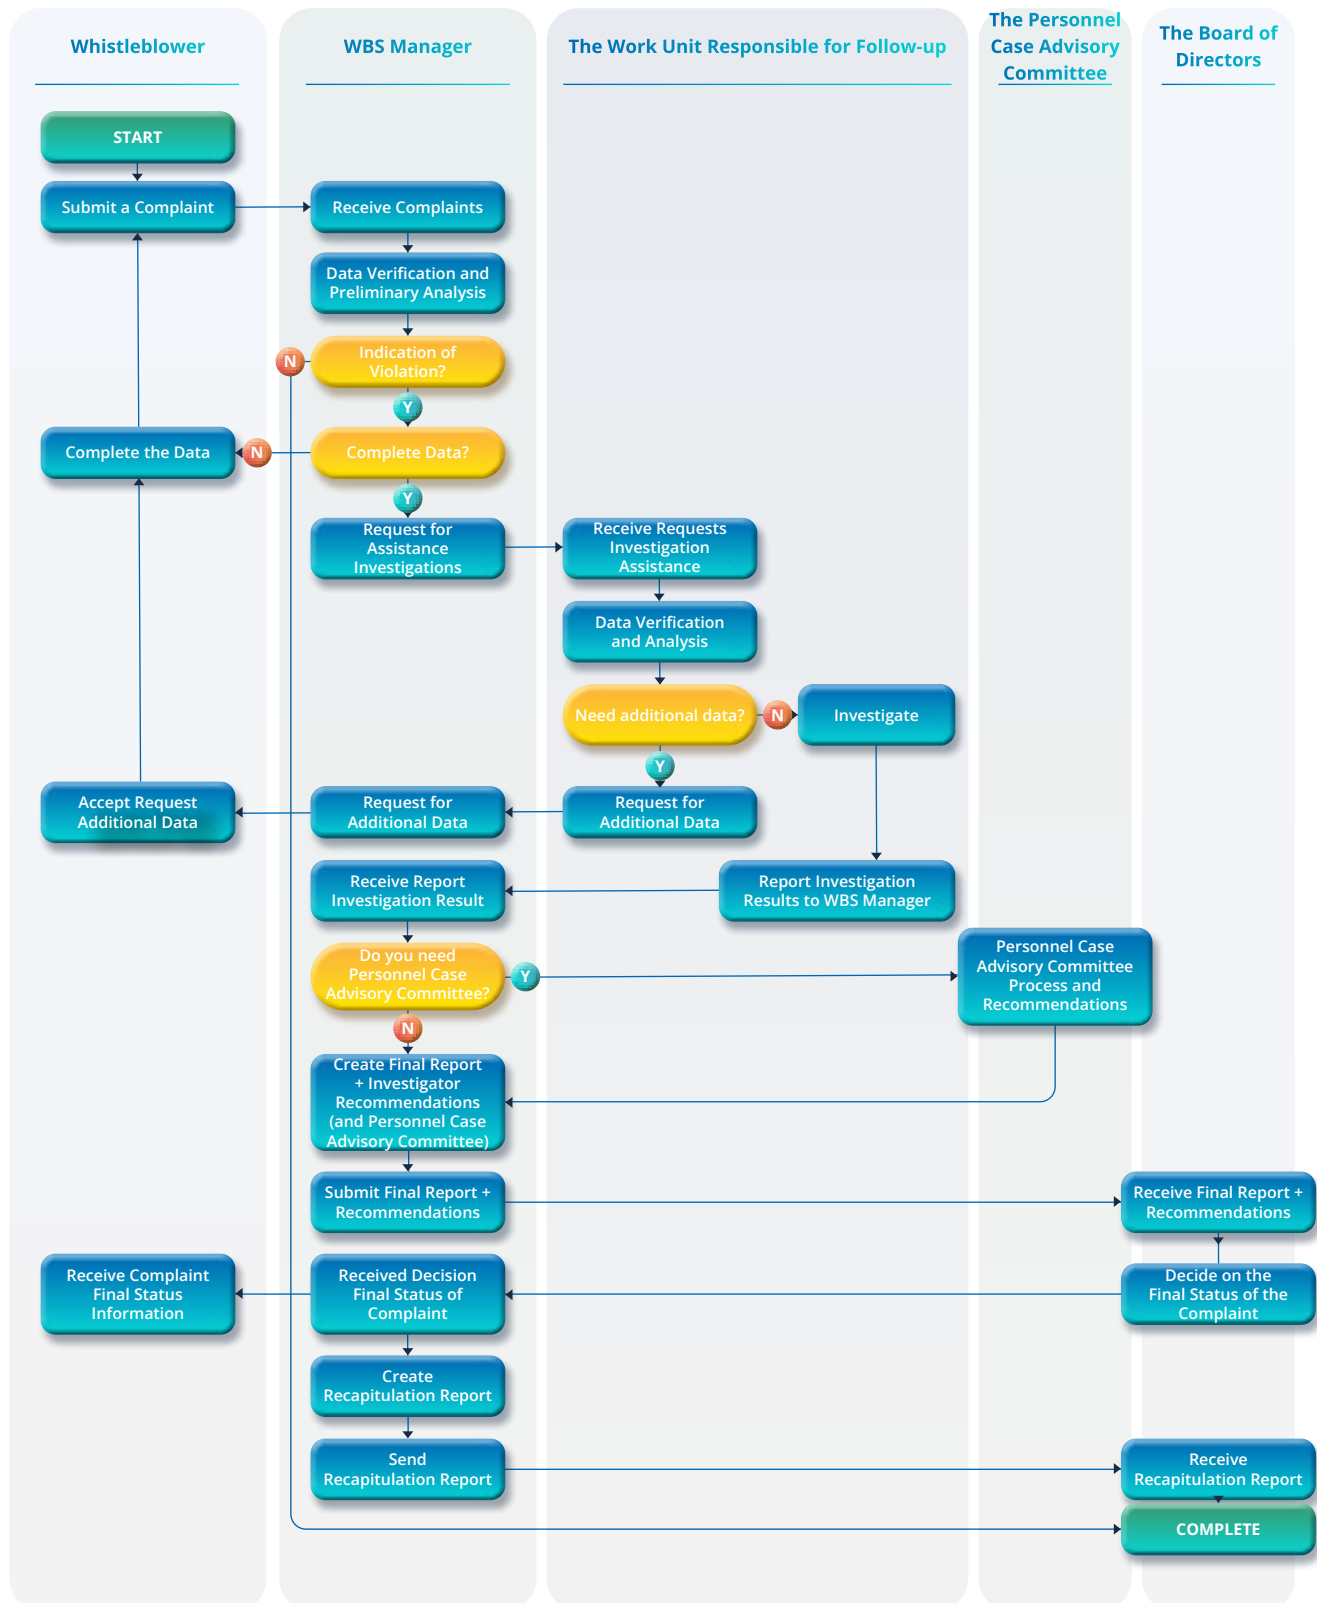 Whistleblower
WBS Manager
The Work Unit Responsible for Follow-up
The Personnel
Case Advisory
Committee
The Board of
Directors
START
Submit a Complaint
Receive Complaints
Data Verification and
Preliminary Analysis
Indication of
Violation?
N
Y
Complete the Data
N
Complete Data?
Y
Request for
Assistance
Investigations
Receive Requests
Investigation
Assistance
Data Verification
and Analysis
Need additional data?
N
Investigate
Y
Accept Request
Additional Data
Request for
Additional Data
Request for
Additional Data
Receive Report
Investigation Result
Report Investigation
Results to WBS Manager
Do you need
Personnel Case
Advisory Committee?
Y
Personnel Case
Advisory Committee
Process and
Recommendations
N
Create Final Report
+ Investigator
Recommendations
(and Personnel Case
Advisory Committee)
Submit Final Report +
Recommendations
Receive Final Report +
Recommendations
Receive Complaint
Final Status
Information
Received Decision
Final Status of
Complaint
Decide on the
Final Status of the
Complaint
Create
Recapitulation Report
Send
Recapitulation Report
Receive
Recapitulation Report
COMPLETE